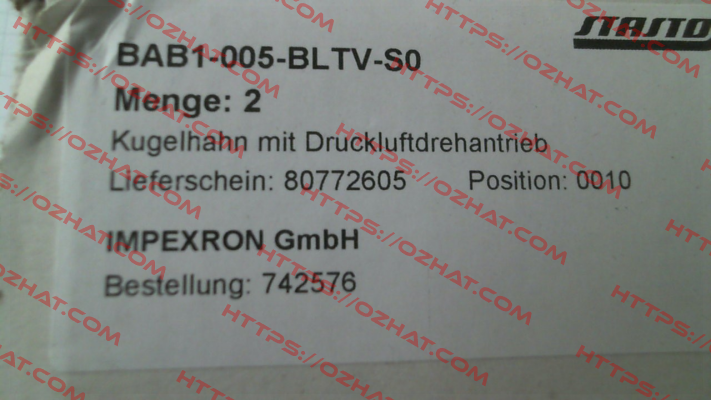 STASTO
BAB1-005-BLTV-S0
Menge: 2
Kugelhahn mit Druckluftdrehantrieb
Lieferschein: 80772605 Position: 0010
IMPEXRON GmbH
Bestellung: 742576
HTTPS://OZHAT.COM